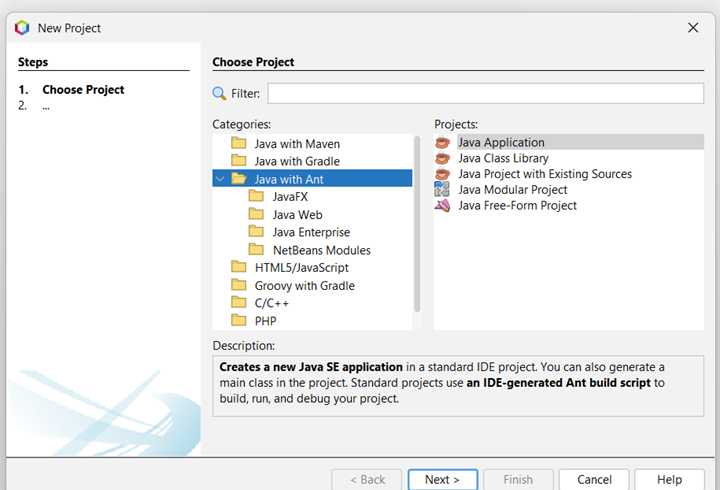 New Project
Steps
1. Choose Project
2. ...
Choose Project
Filter:
Categories:
Java with Maven
Java with Gradle
Java with Ant
JavaFX
Java Web
Java Enterprise
NetBeans Modules
HTML5/JavaScript
Groovy with Gradle
C/C++
PHP
Projects:
Java Application
Java Class Library
Java Project with Existing Sources
Java Modular Project
Java Free-Form Project
Description:
Creates a new Java SE application in a standard IDE project. You can also generate a
main class in the project. Standard projects use an IDE-generated Ant build script to
build, run, and debug your project.
< Back
Next >
Finish
Cancel
Help